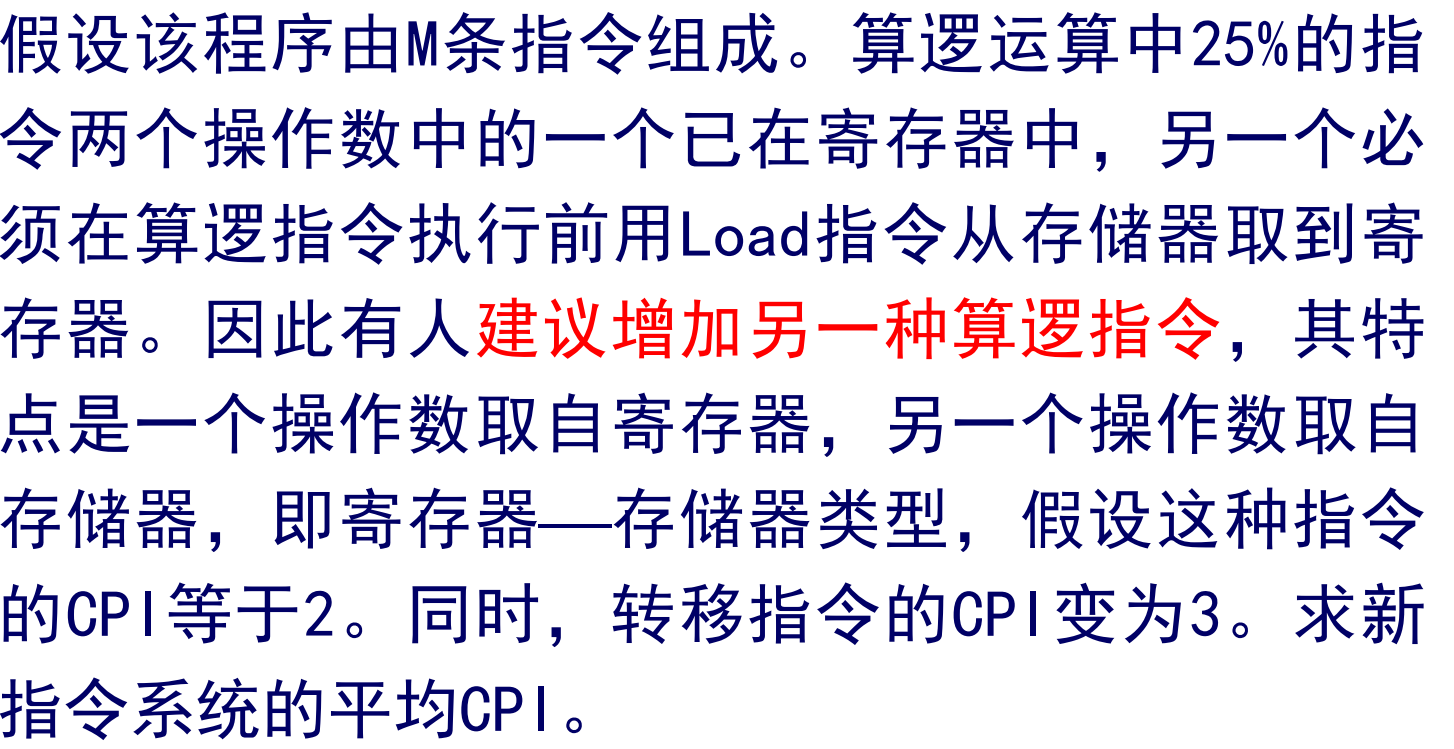 假设该程序由M条指令组成。算逻运算中25%的指
令两个操作数中的一个已在寄存器中，另一个必
须在算逻指令执行前用Load指令从存储器取到寄
存器。因此有人建议增加另一种算逻指令，其特
点是一个操作数取自寄存器，另一个操作数取自
存储器，即寄存器——存储器类型，假设这种指令
的CPI等于2。同时，转移指令的CPI变为3。求新
指令系统的平均CPI。